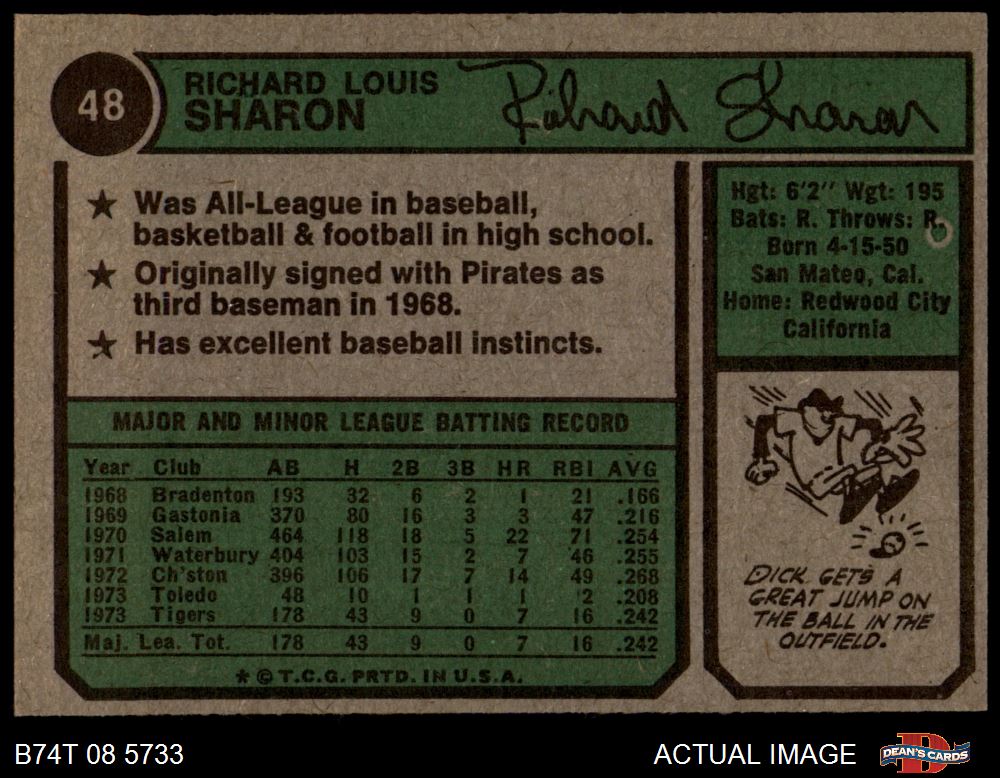 48
RICHARD LOUIS
SHARON
Richard Sharon
★ Was All-League in baseball,
basketball & football in high school.
★ Originally signed with Pirates as
third baseman in 1968.
★ Has excellent baseball instincts.
Hgt: 6'2" Wgt: 195
Bats: R. Throws: R.
Born 4-15-50
San Mateo, Cal.
Home: Redwood City
California
MAJOR AND MINOR LEAGUE BATTING RECORD
Year Club AB H 2B 3B HR RBI AVG
1968 Bradenton 193 32 6 2 1 21 .166
1969 Gastonia 370 80 16 3 3 47 .216
1970 Salem 464 118 18 5 22 71 .254
1971 Waterbury 404 103 15 2 7 46 .255
1972 Ch'ston 396 106 17 7 14 49 .268
1973 Toledo 48 10 1 1 1 2 .208
1973 Tigers 178 43 9 0 7 16 .242
Maj. Lea. Tot. 178 43 9 0 7 16 .242
* © T.C.G. PRTD. IN U.S.A.
DICK GETS A
GREAT JUMP ON
THE BALL IN THE
OUTFIELD.
B74T 08 5733
ACTUAL IMAGE
D
DEAN'S CARDS